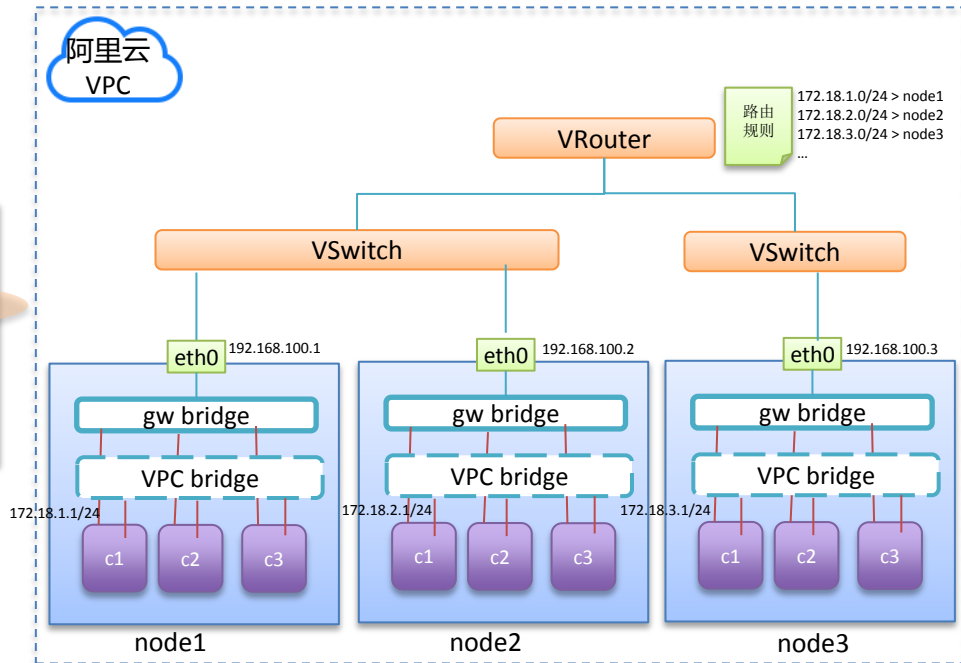 阿里云
VPC
路由
规则
172.18.1.0/24 > node1
172.18.2.0/24 > node2
172.18.3.0/24 > node3
...
VRouter
VSwitch
VSwitch
eth0
192.168.100.1
eth0
192.168.100.2
eth0
192.168.100.3
gw bridge
gw bridge
gw bridge
VPC bridge
VPC bridge
VPC bridge
172.18.1.1/24
172.18.2.1/24
172.18.3.1/24
c1
c2
c3
c1
c2
c3
c1
c2
c3
node1
node2
node3